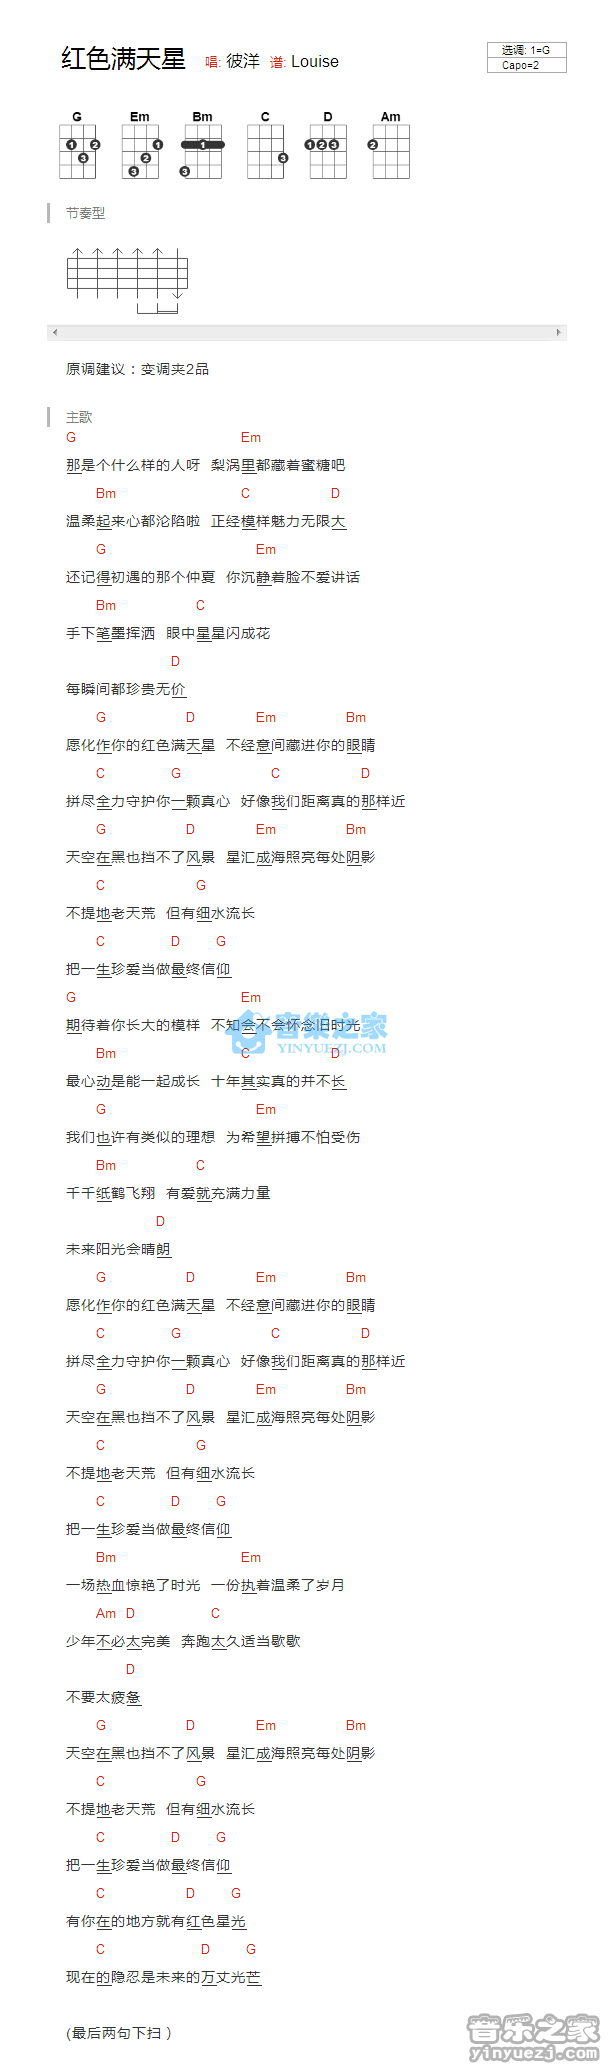 红色满天星 唱: 彼洋 谱: Louise
选调: 1=G
Capo=2
G Em Bm C D Am
1 2 3 1 2 3 1 3 3 1 2 3 2
节奏型
原调建议：变调夹2品
主歌
G Em
那是个什么样的人呀 梨涡里都藏着蜜糖吧
Bm C D
温柔起来心都沦陷啦 正经模样魅力无限大
G Em
还记得初遇的那个仲夏 你沉静着脸不爱讲话
Bm C
手下笔墨挥洒 眼中星星闪成花
D
每瞬间都珍贵无价
G D Em Bm
愿化作你的红色满天星 不经意间藏进你的眼睛
C G C D
拼尽全力守护你一颗真心 好像我们距离真的那样近
G D Em Bm
天空在黑也挡不了风景 星汇成海照亮每处阴影
C G
不提地老天荒 但有细水流长
C D G
把一生珍爱当做最终信仰
G Em
期待着你长大的模样 不知会不会怀念旧时光
Bm C D
最心动是能一起成长 十年其实真的并不长
G Em
我们也许有类似的理想 为希望拼搏不怕受伤
Bm C
千千纸鹤飞翔 有爱就充满力量
D
未来阳光会晴朗
G D Em Bm
愿化作你的红色满天星 不经意间藏进你的眼睛
C G C D
拼尽全力守护你一颗真心 好像我们距离真的那样近
G D Em Bm
天空在黑也挡不了风景 星汇成海照亮每处阴影
C G
不提地老天荒 但有细水流长
C D G
把一生珍爱当做最终信仰
Bm Em
一场热血惊艳了时光 一份执着温柔了岁月
Am D C
少年不必太完美 奔跑太久适当歇歇
D
不要太疲惫
G D Em Bm
天空在黑也挡不了风景 星汇成海照亮每处阴影
C G
不提地老天荒 但有细水流长
C D G
把一生珍爱当做最终信仰
C D G
有你在的地方就有红色星光
C D G
现在的隐忍是未来的万丈光芒
(最后两句下扫）
音樂之家
YINYUEZJ.COM
音乐之家
yinyuezj.com